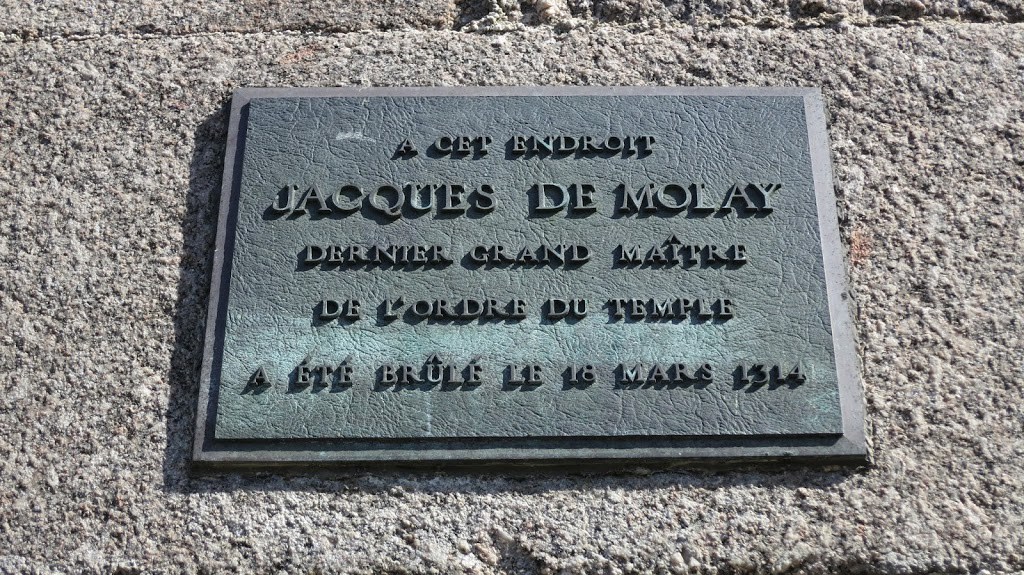 A CET ENDROIT
JACQUES DE MOLAY
DERNIER GRAND MAÎTRE
DE L'ORDRE DU TEMPLE
A ÉTÉ BRÛLÉ LE 18 MARS 1314